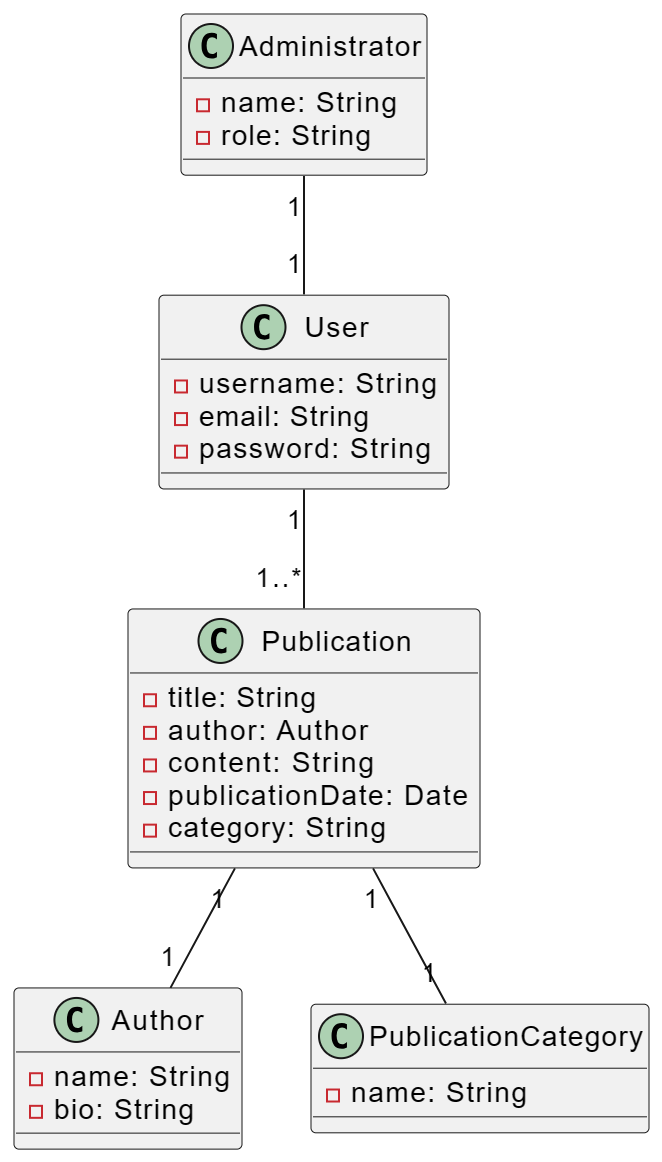 C Administrator
name: String
role: String
1
1
C User
username: String
email: String
password: String
1
1..*
C Publication
title: String
author: Author
content: String
publicationDate: Date
category: String
1 1
1 1
C Author
name: String
bio: String
C PublicationCategory
name: String